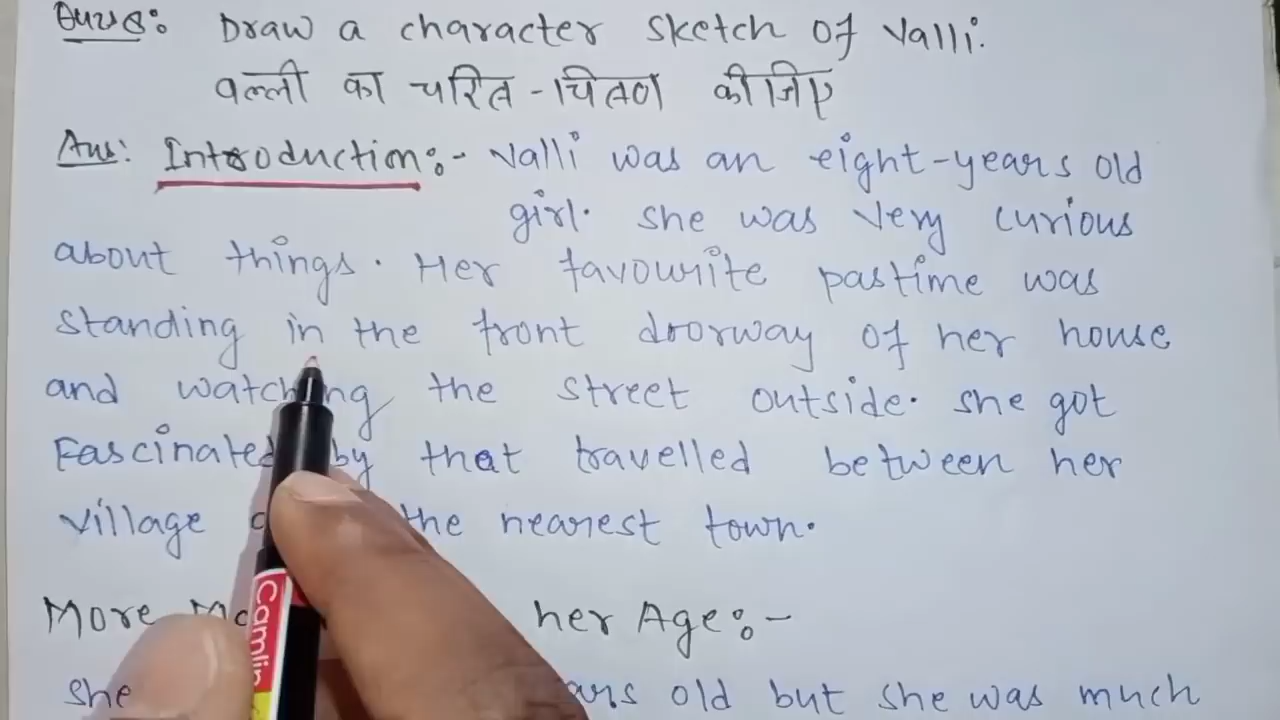 Ques: Draw a character sketch of Valli.
वल्ली का चरित्र-चित्रण कीजिए
Ans: Introduction:- Valli was an eight-years old
girl. she was very curious
about things. Her favourite pastime was
standing in the front doorway of her house
and watching the street outside. she got
Fascinated by that travelled between her
village the nearest town.
More her Age:-
she old but she was much
Camlin